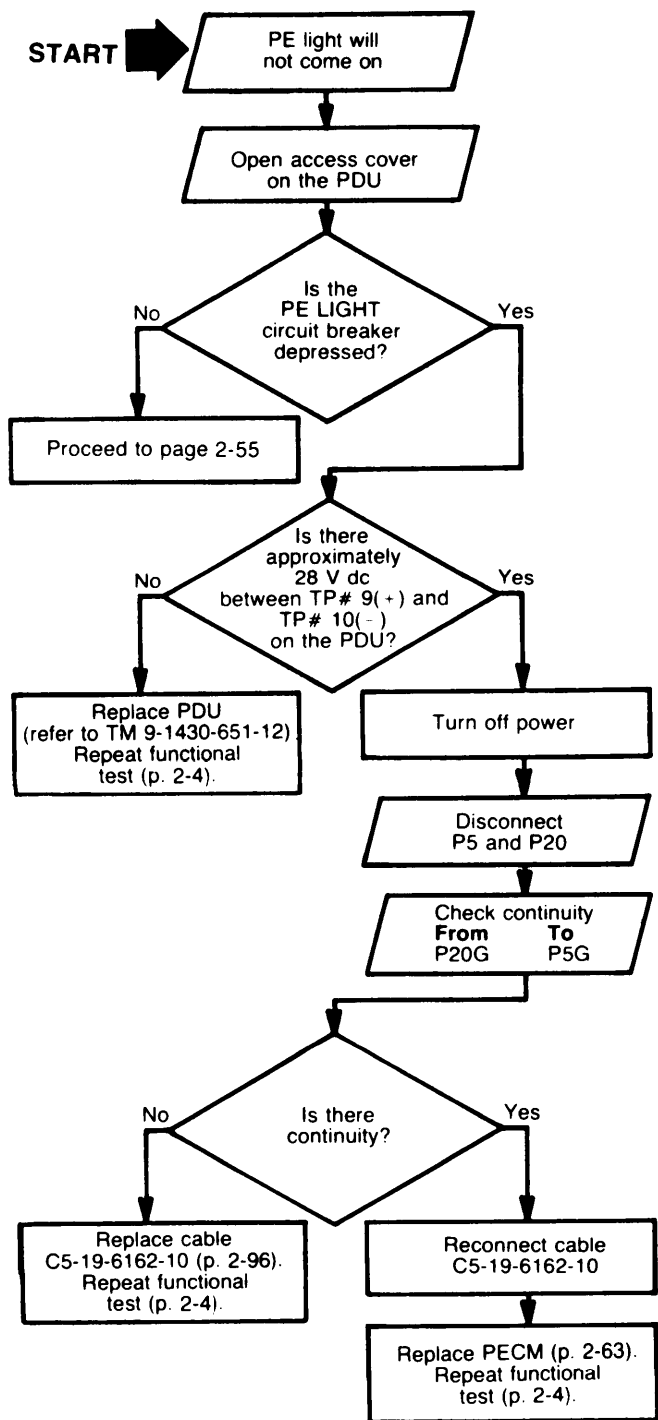 START
PE light will
not come on
Open access cover
on the PDU
Is the
PE LIGHT
circuit breaker
depressed?
No
Yes
Proceed to page 2-55
Is there
approximately
28 V dc
between TP# 9(+) and
TP# 10(-)
on the PDU?
No
Yes
Replace PDU
(refer to TM 9-1430-651-12)
Repeat functional
test (p. 2-4).
Turn off power
Disconnect
P5 and P20
Check continuity
From To
P20G P5G
Is there
continuity?
No
Yes
Replace cable
C5-19-6162-10 (p. 2-96).
Repeat functional
test (p. 2-4).
Reconnect cable
C5-19-6162-10
Replace PECM (p. 2-63).
Repeat functional
test (p. 2-4).